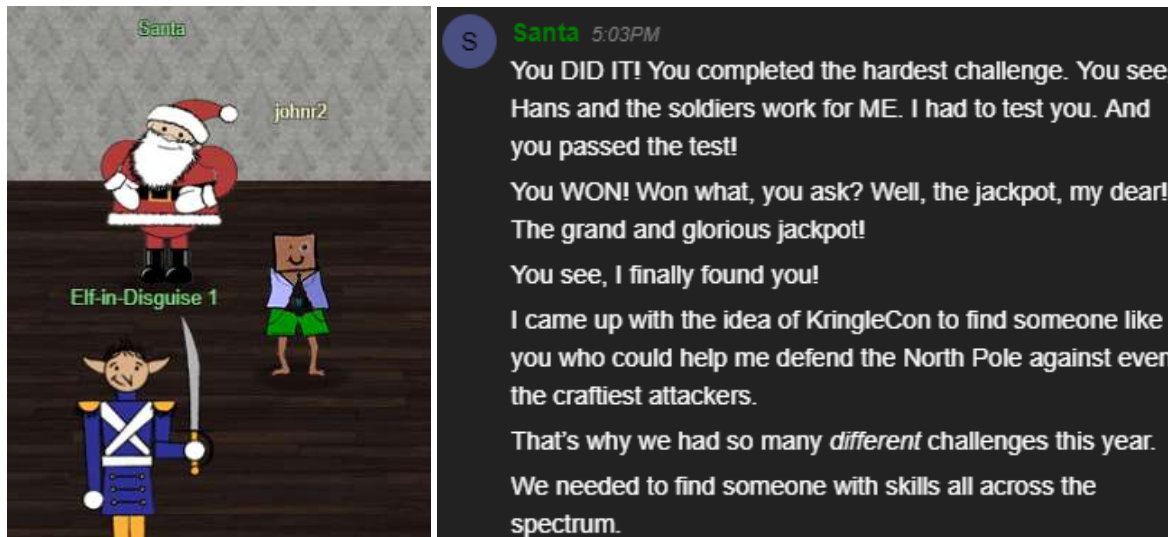 Santa
johnr2
Elf-in-Disguise 1
S
Santa 5:03PM
You DID IT! You completed the hardest challenge. You see
Hans and the soldiers work for ME. I had to test you. And
you passed the test!
You WON! Won what, you ask? Well, the jackpot, my dear!
The grand and glorious jackpot!
You see, I finally found you!
I came up with the idea of KringleCon to find someone like
you who could help me defend the North Pole against even
the craftiest attackers.
That's why we had so many different challenges this year.
We needed to find someone with skills all across the
spectrum.